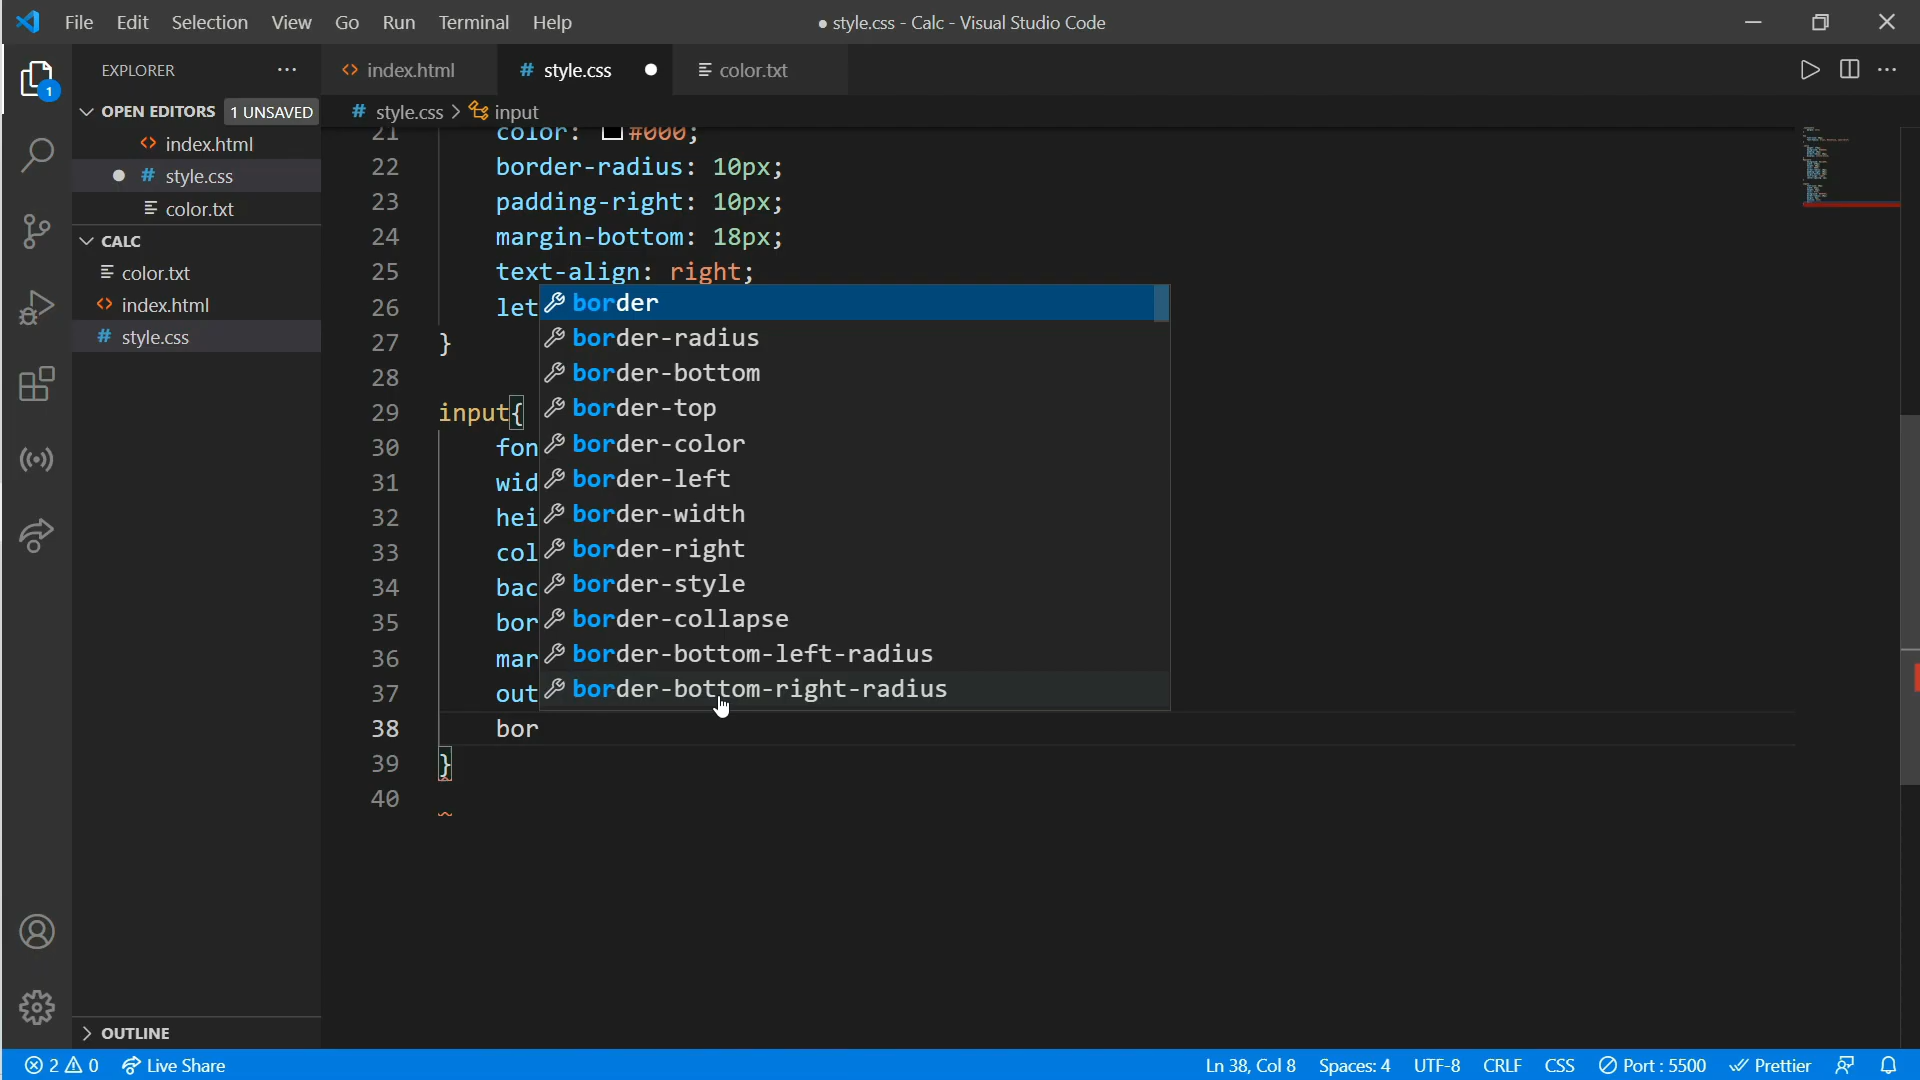 File Edit Selection View Go Run Terminal Help
● style.css - Calc - Visual Studio Code
EXPLORER ...
<> index.html
# style.css ●
color.txt
1
OPEN EDITORS 1 UNSAVED
# style.css > input
<> index.html
● # style.css
color.txt
CALC
color.txt
<> index.html
# style.css
21 color: #000;
22 border-radius: 10px;
23 padding-right: 10px;
24 margin-bottom: 18px;
25 text-align: right;
26 let
27 }
28
29 input{
30 fon
31 wid
32 hei
33 col
34 bac
35 bor
36 mar
37 out
38 bor
39 }
40
border
border-radius
border-bottom
border-top
border-color
border-left
border-width
border-right
border-style
border-collapse
border-bottom-left-radius
border-bottom-right-radius
OUTLINE
2 0 Live Share Ln 38, Col 8 Spaces: 4 UTF-8 CRLF CSS Port : 5500 Prettier